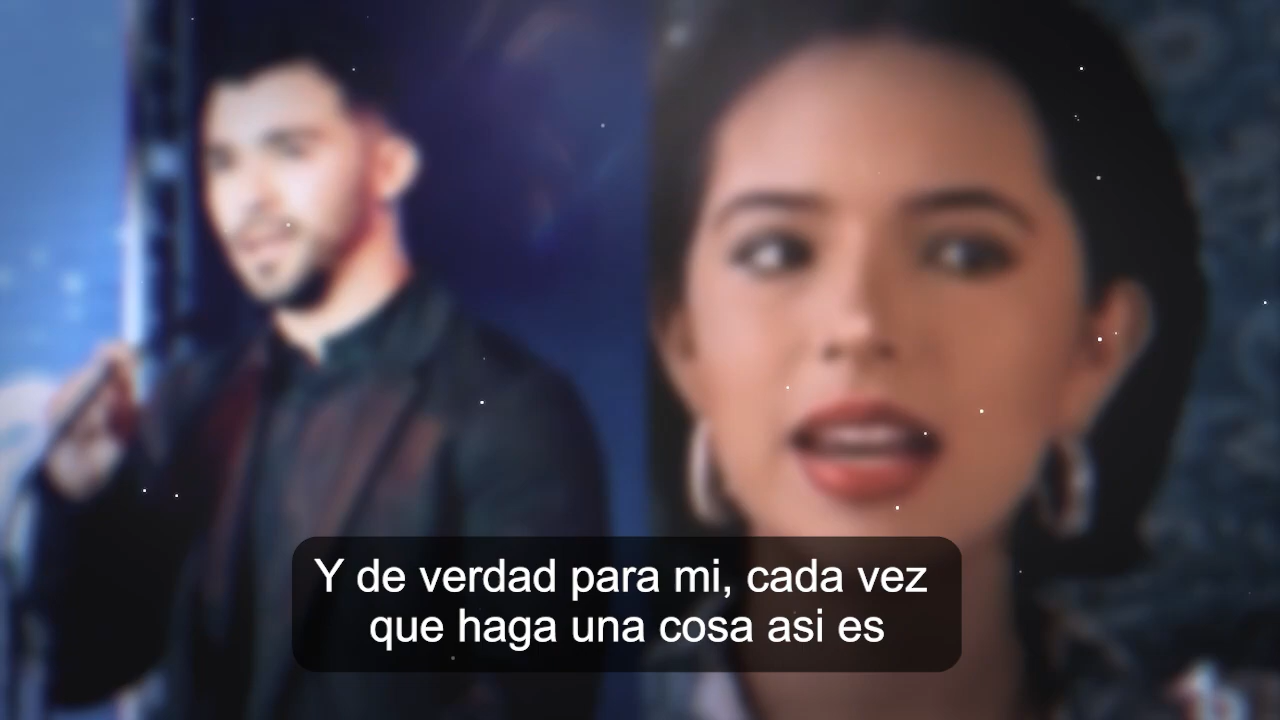 Y de verdad para mi, cada vez
que haga una cosa asi es